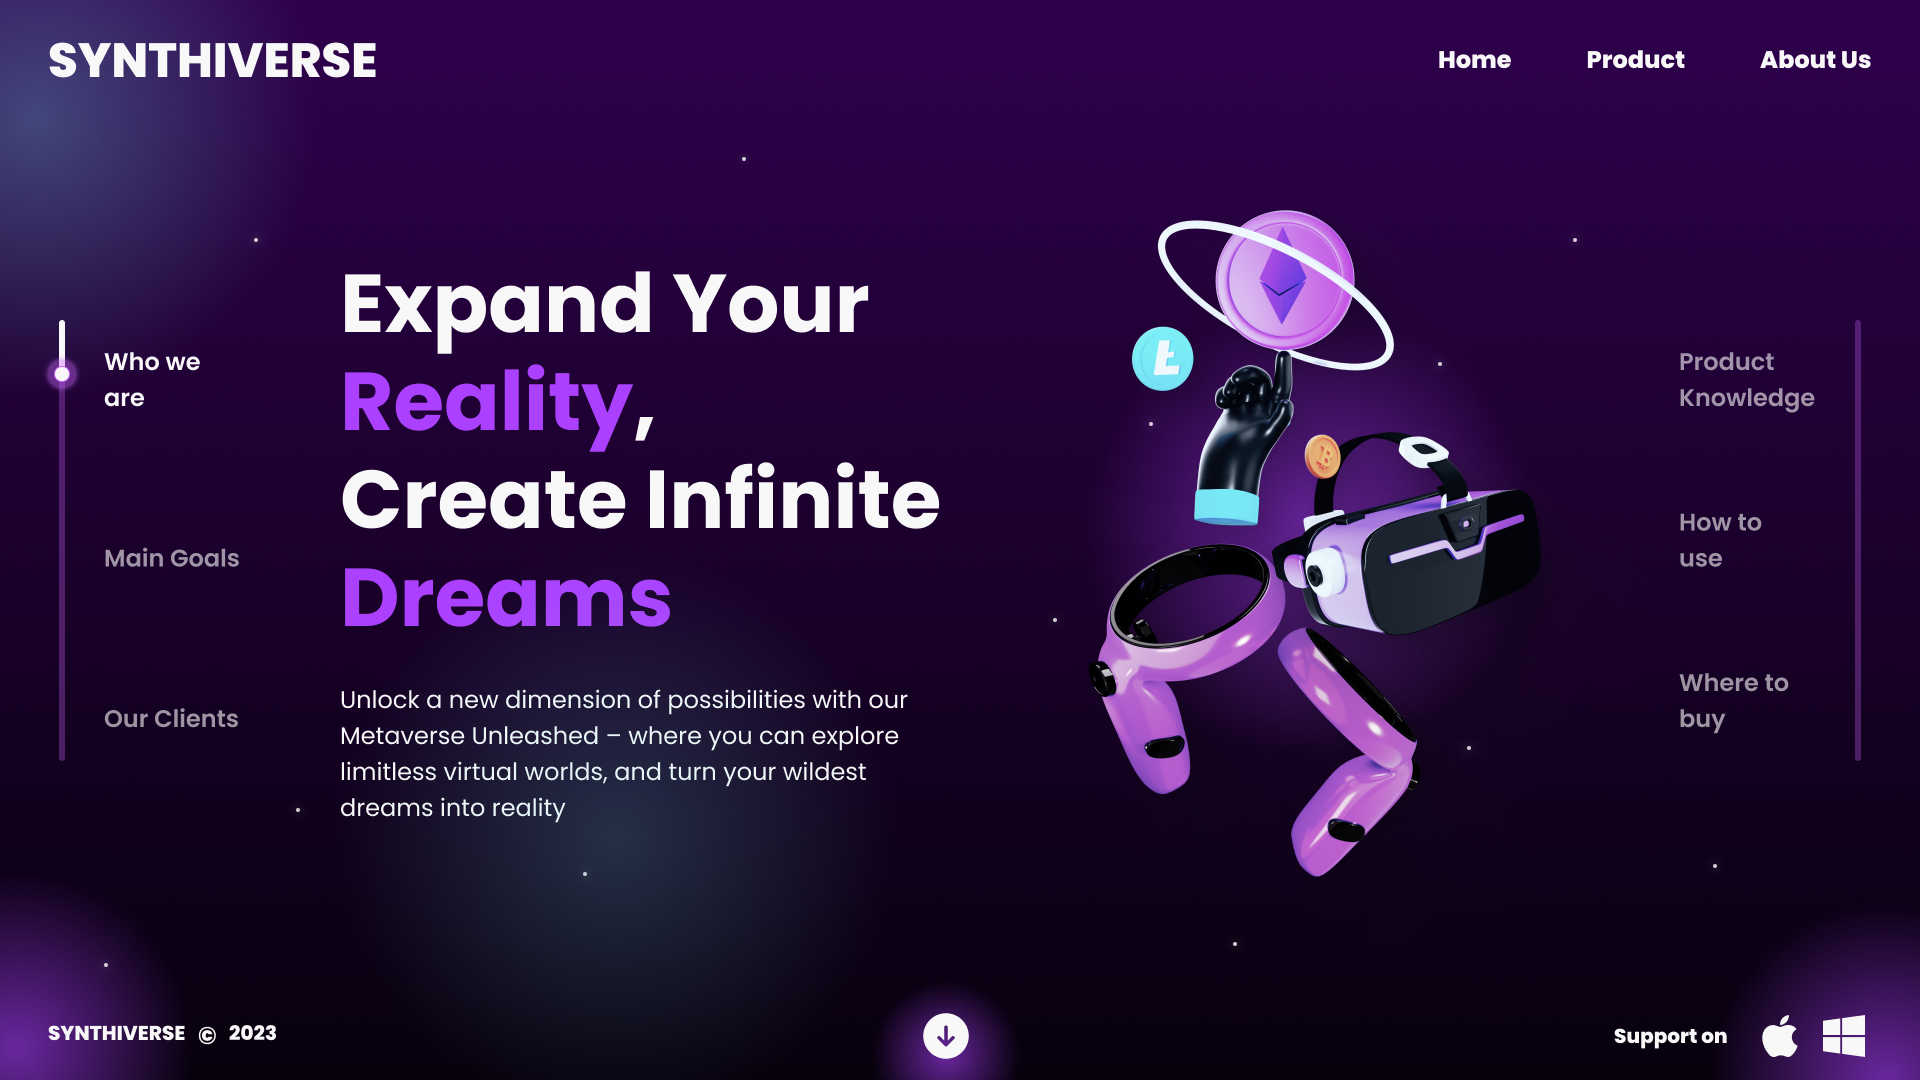 SYNTHIVERSE
Home
Product
About Us
Who we
are
Main Goals
Our Clients
Expand Your
Reality,
Create Infinite
Dreams
Unlock a new dimension of possibilities with our
Metaverse Unleashed – where you can explore
limitless virtual worlds, and turn your wildest
dreams into reality
Product
Knowledge
How to
use
Where to
buy
SYNTHIVERSE © 2023
Support on